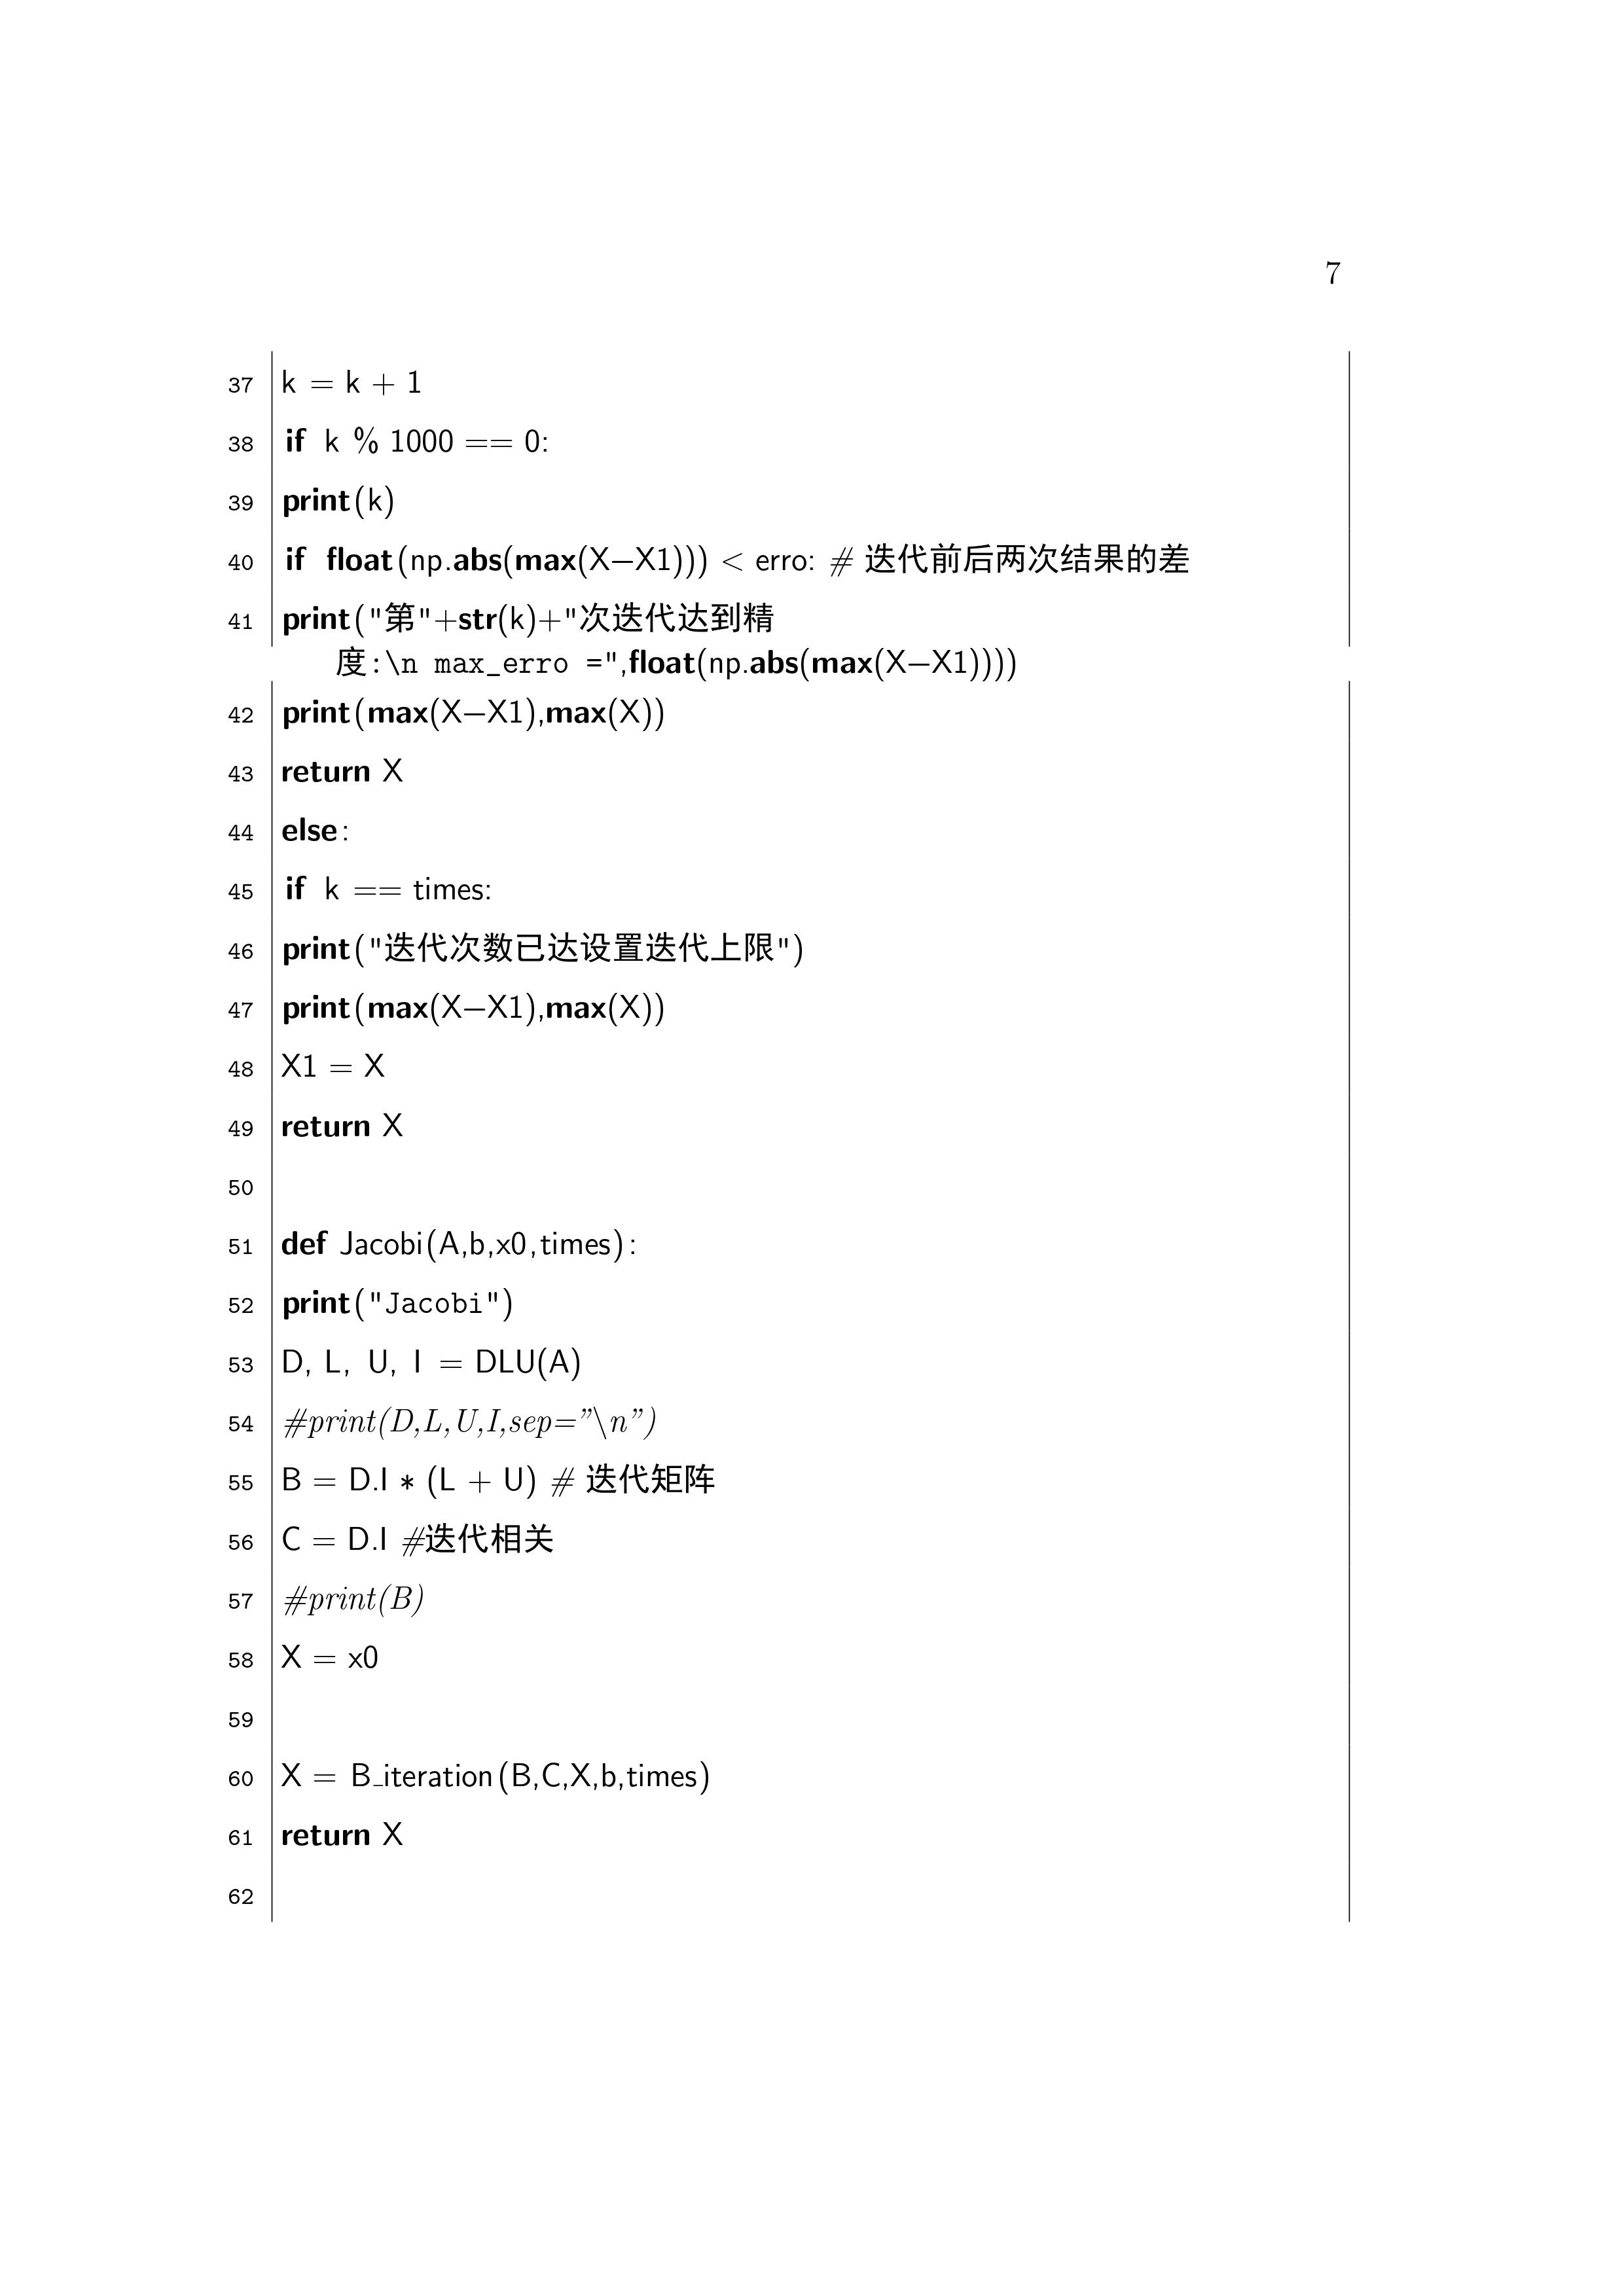 7
37 k = k + 1
38 if k % 1000 == 0:
39 print(k)
40 if float(np.abs(max(X−X1))) < erro: # 迭代前后两次结果的差
41 print("第"+str(k)+"次迭代达到精
度:\n max_erro =",float(np.abs(max(X−X1))))
42 print(max(X−X1),max(X))
43 return X
44 else:
45 if k == times:
46 print("迭代次数已达设置迭代上限")
47 print(max(X−X1),max(X))
48 X1 = X
49 return X
50
51 def Jacobi(A,b,x0,times):
52 print("Jacobi")
53 D, L, U, I = DLU(A)
54 #print(D,L,U,I,sep="\n")
55 B = D.I * (L + U) # 迭代矩阵
56 C = D.I #迭代相关
57 #print(B)
58 X = x0
59
60 X = B_iteration(B,C,X,b,times)
61 return X
62